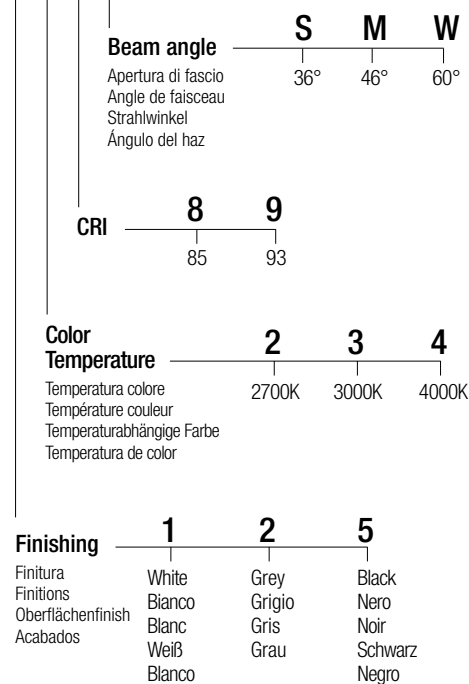 Beam angle S M W
Apertura di fascio 36° 46° 60°
Angle de faisceau
Strahlwinkel
Ángulo del haz
CRI 8 9
85 93
Color
Temperature 2 3 4
Temperatura colore 2700K 3000K 4000K
Température couleur
Temperaturabhängige Farbe
Temperatura de color
Finishing 1 2 5
Finitura White Grey Black
Finitions Bianco Grigio Nero
Oberflächenfinish Blanc Gris Noir
Acabados Weiß Grau Schwarz
Blanco Negro